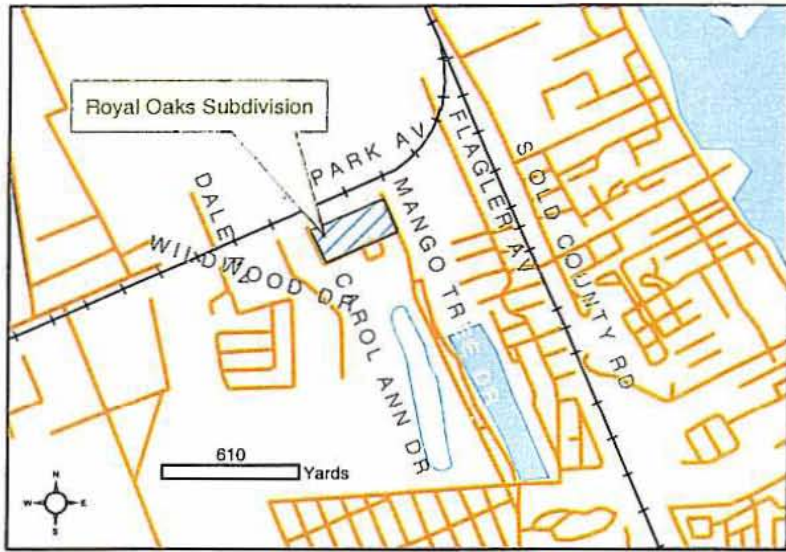 Royal Oaks Subdivision
PARK AV
DALE
WILDWOOD DR
CAROL ANN DR
MANGO TREE DR
FLAGLER AV
S OLD COUNTY RD
610
Yards
N
W E
S